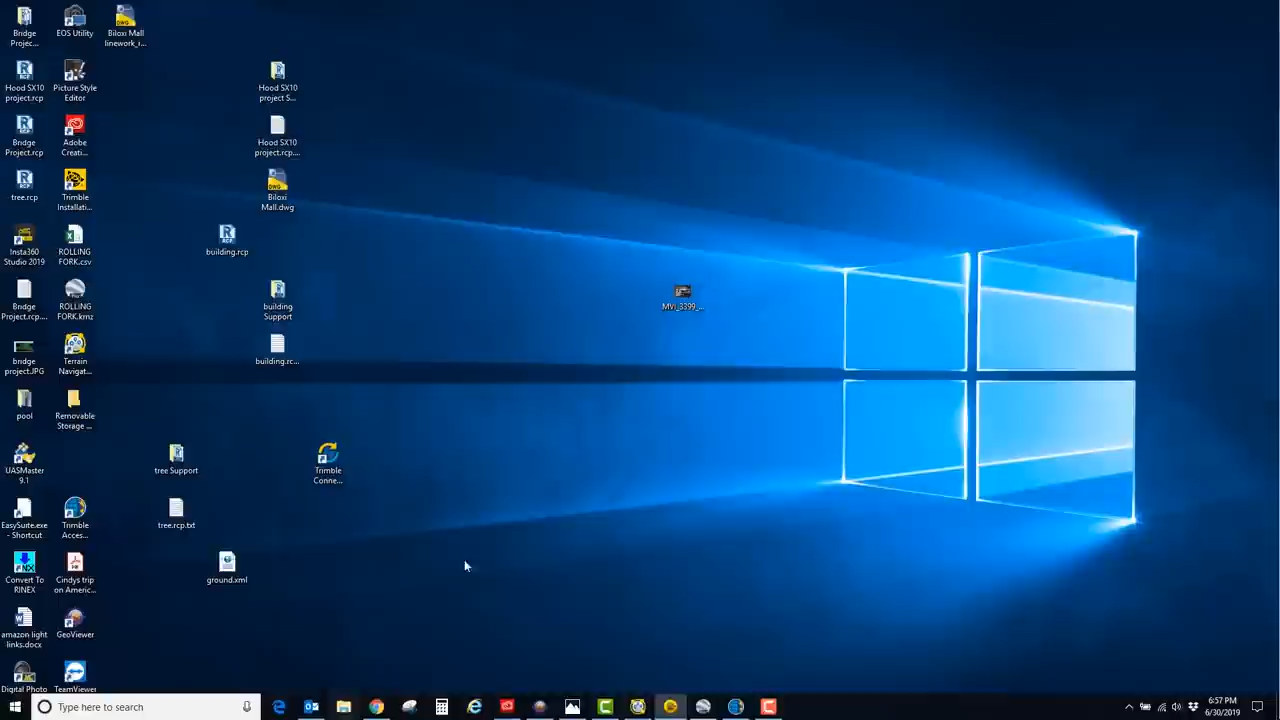 Bridge
Projec...
EOS Utility
Biloxi Mall
linework_r...
Hood SX10
project.rcp
Picture Style
Editor
Hood SX10
project S...
Bridge
Project.rcp
Adobe
Creati...
Hood SX10
project.rcp....
tree.rcp
Trimble
Installati...
Biloxi
Mall.dwg
Insta360
Studio 2019
ROLLING
FORK.csv
building.rcp
Bridge
Project.rcp....
ROLLING
FORK.kmz
building
Support
MVI_3399_...
bridge
project.JPG
Terrain
Navigat...
building.rc...
pool
Removable
Storage ...
UASMaster
9.1
tree Support
Trimble
Conne...
EasySuite.exe
- Shortcut
Trimble
Acces...
tree.rcp.txt
Convert To
RINEX
Cindys trip
on Americ...
ground.xml
amazon light
links.docx
GeoViewer
Digital Photo
TeamViewer
Type here to search
6:57 PM
6/30/2019